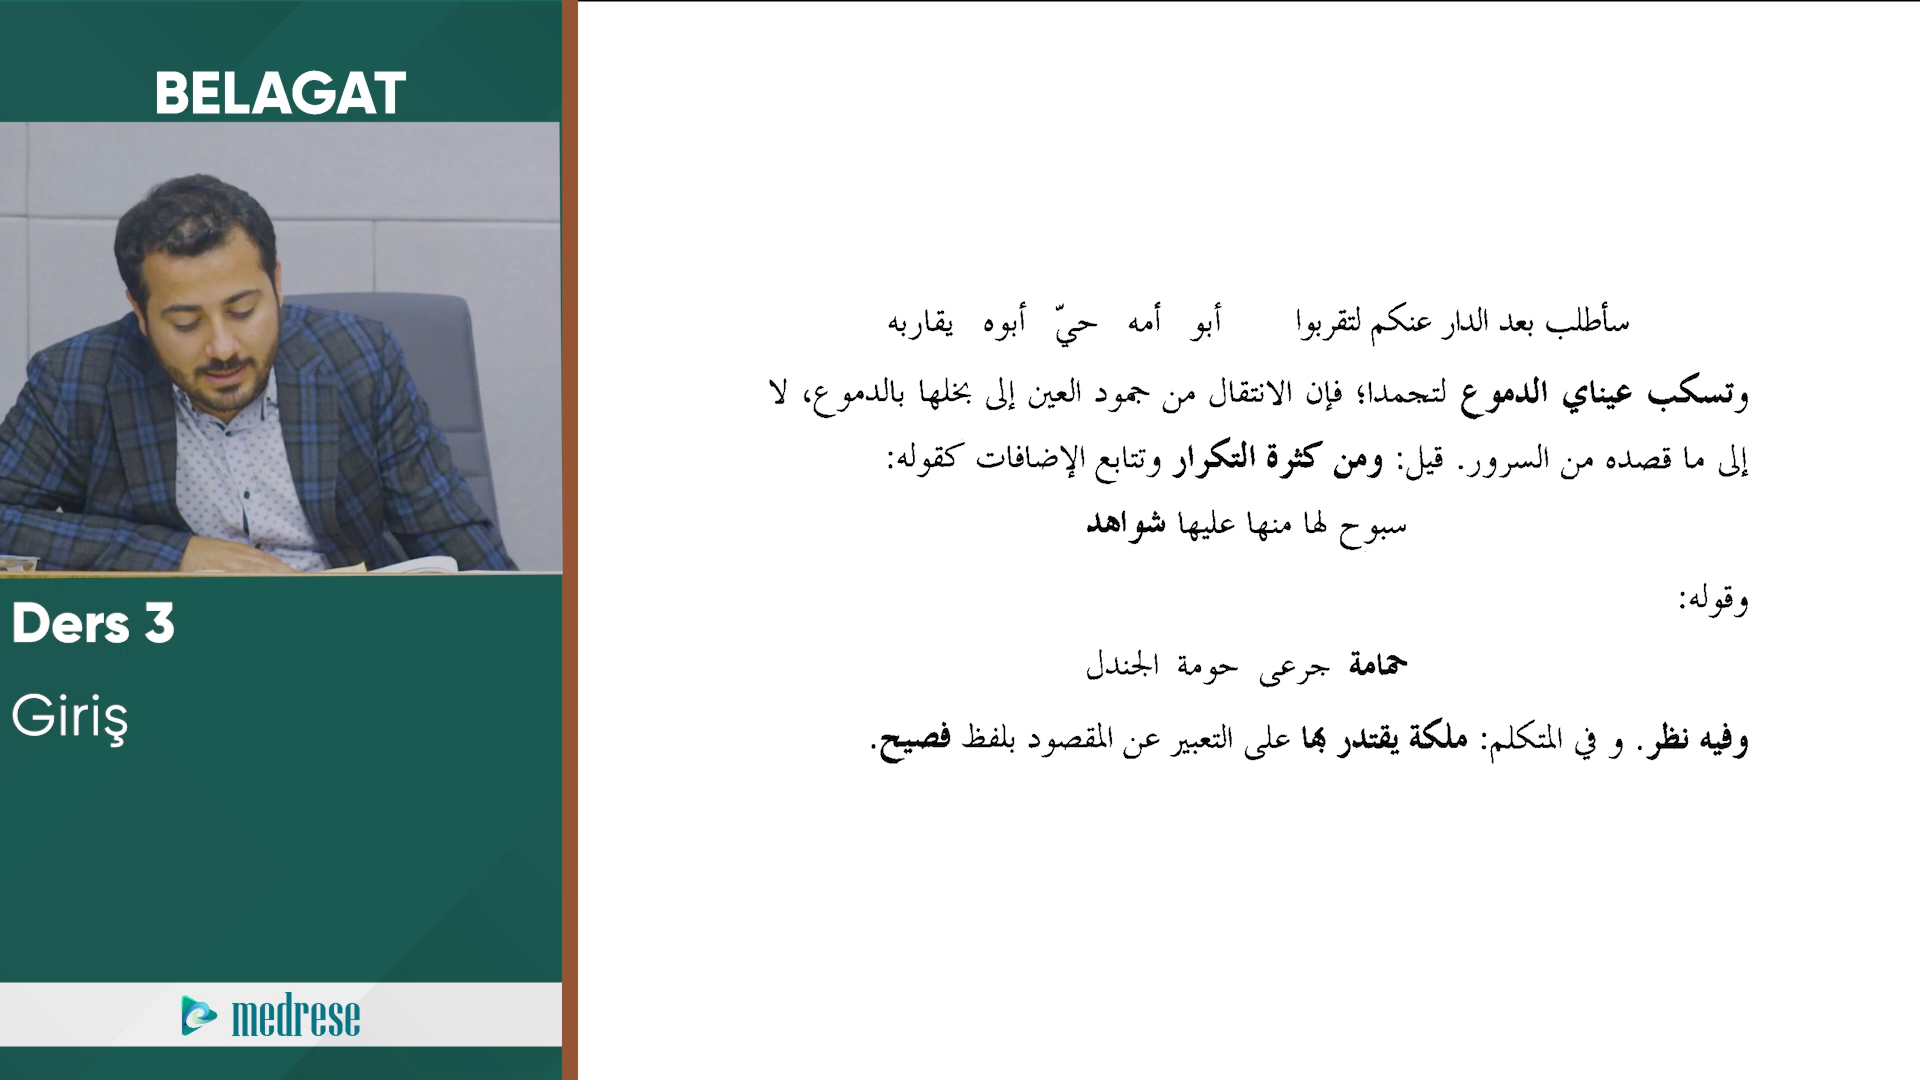 BELAGAT
Ders 3
Giriş
medrese
سأطلب بعد الدار عنكم لتقربوا أبو أمه حيّ أبوه يقاربه
وتسكب عيناي الدموع لتجمدا؛ فإن الانتقال من جمود العين إلى بخلها بالدموع، لا
إلى ما قصده من السرور. قيل: ومن كثرة التكرار وتتابع الإضافات كقوله:
سبوح لها منها عليها شواهد
وقوله:
حمامة جرعى حومة الجندل
وفيه نظر. و في المتكلم: ملكة يقتدر بها على التعبير عن المقصود بلفظ فصيح.